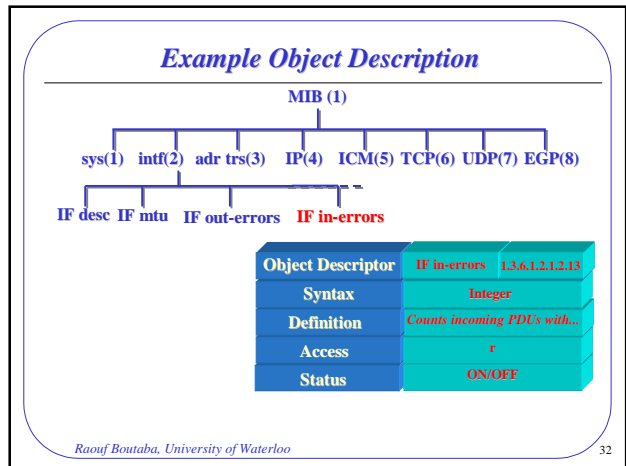 Example Object Description
MIB (1)
sys(1) intf(2) adr trs(3) IP(4) ICM(5) TCP(6) UDP(7) EGP(8)
IF desc IF mtu IF out-errors IF in-errors
Object Descriptor IF in-errors 1.3.6.1.2.1.2.13
Syntax Integer
Definition Counts incoming PDUs with...
Access r
Status ON/OFF
Raouf Boutaba, University of Waterloo 32